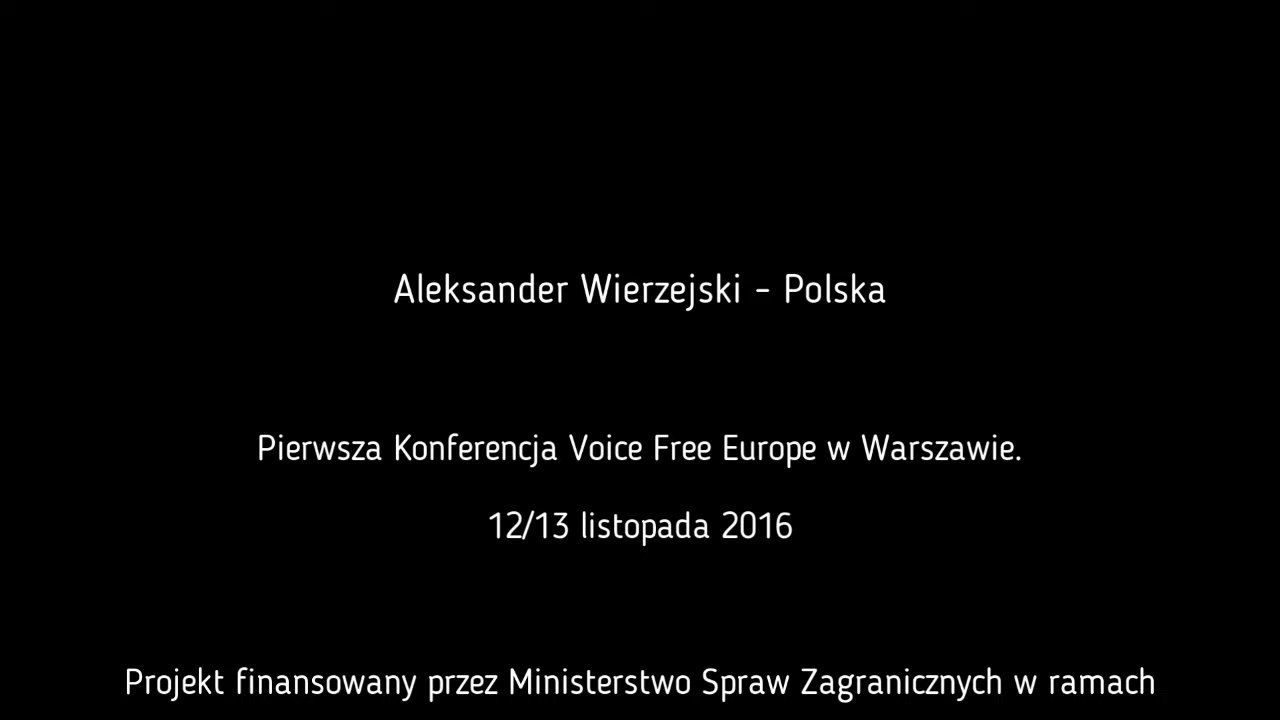 Aleksander Wierzejski - Polska
Pierwsza Konferencja Voice Free Europe w Warszawie.
12/13 listopada 2016
Projekt finansowany przez Ministerstwo Spraw Zagranicznych w ramach